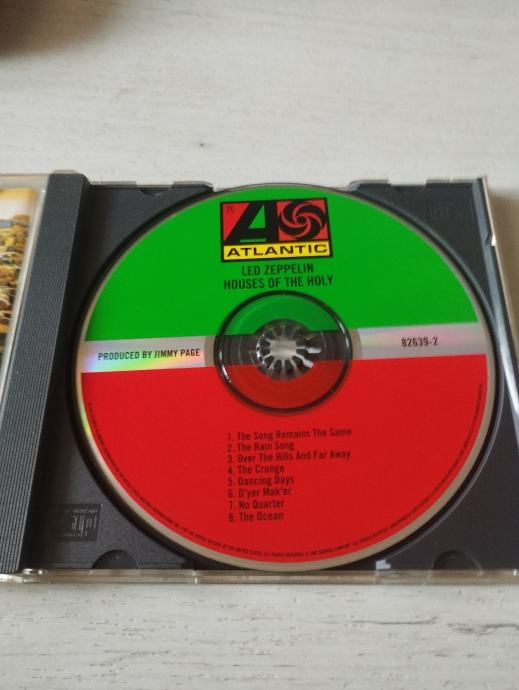 ®
ATLANTIC
LED ZEPPELIN
HOUSES OF THE HOLY
PRODUCED BY JIMMY PAGE
82639-2
1. The Song Remains The Same
2. The Rain Song
3. Over The Hills And Far Away
4. The Crunge
5. Dancing Days
6. D'yer Mak'er
7. No Quarter
8. The Ocean